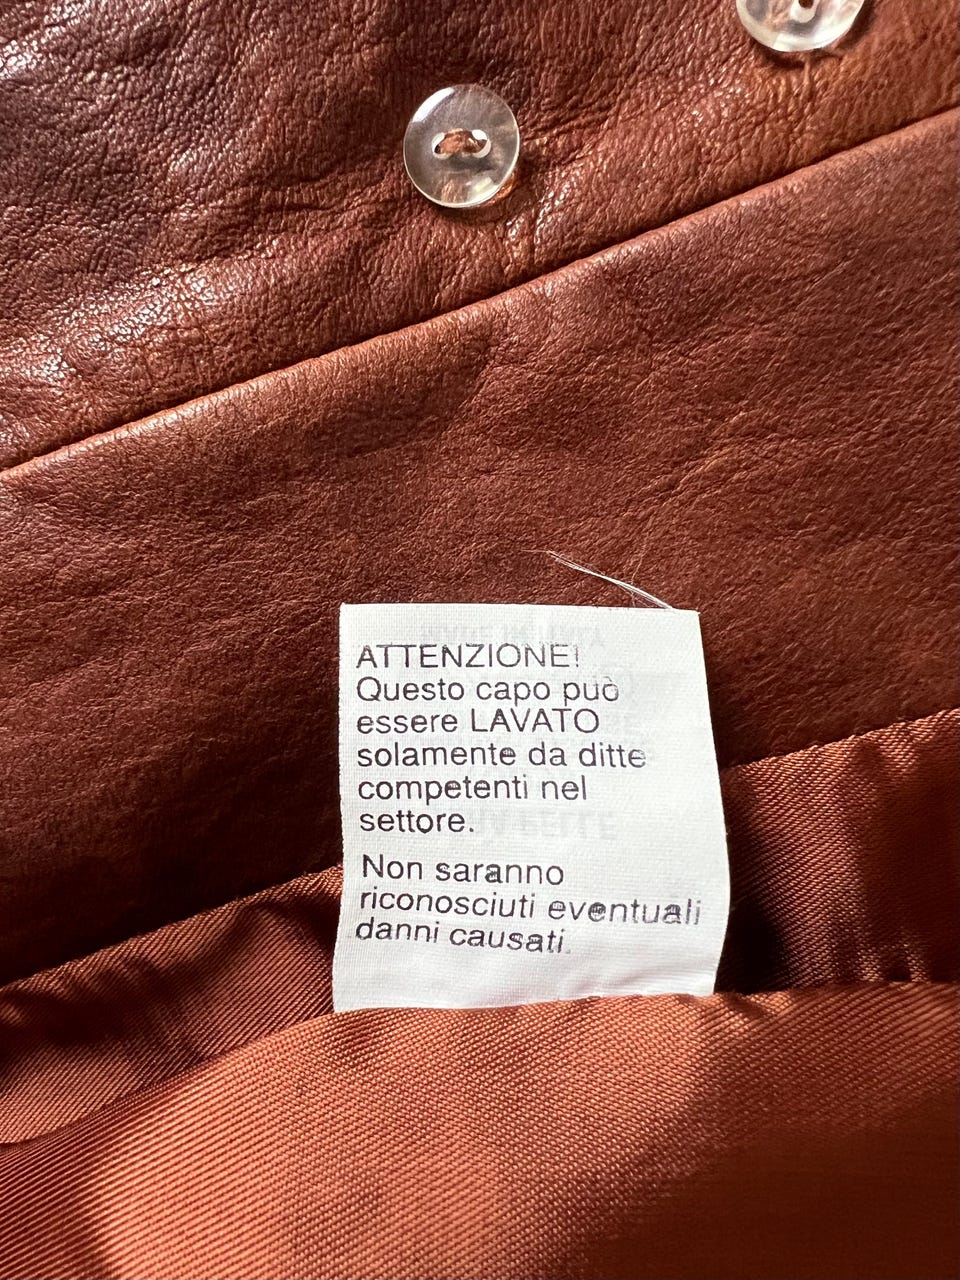 ATTENZIONE!
Questo capo può
essere LAVATO
solamente da ditte
competenti nel
settore.
Non saranno
riconosciuti eventuali
danni causati.